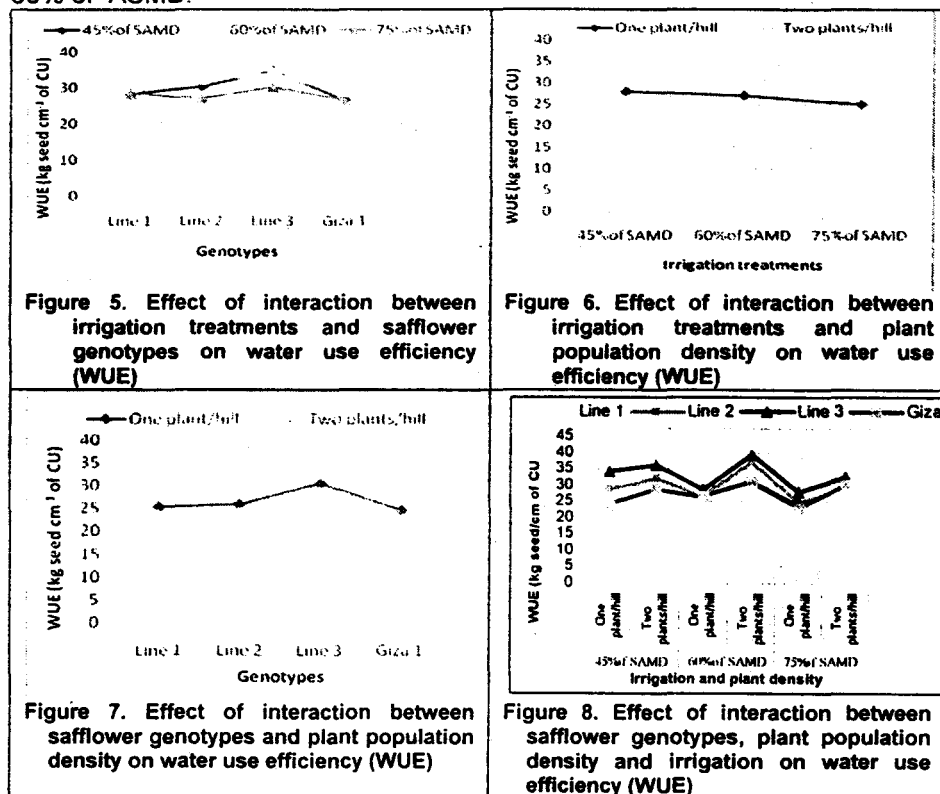 45%of SAMD 60%of SAMD 75%of SAMD
40
30
20
10
0
WUE (kg seed cm⁻¹ of CU)
Line 1 Line 2 Line 3 Giza 1
Genotypes
Figure 5. Effect of interaction between
irrigation treatments and safflower
genotypes on water use efficiency
(WUE)
One plant/hill Two plants/hill
40
35
30
25
20
15
10
5
0
WUE (kg seed cm⁻¹ of CU)
45%of SAMD 60%of SAMD 75%of SAMD
Irrigation treatments
Figure 6. Effect of interaction between
irrigation treatments and plant
population density on water use
efficiency (WUE)
One plant/hill Two plants/hill
40
35
30
25
20
15
10
5
0
WUE (kg seed cm⁻¹ of CU)
Line 1 Line 2 Line 3 Giza 1
Genotypes
Figure 7. Effect of interaction between
safflower genotypes and plant population
density on water use efficiency (WUE)
Line 1 Line 2 Line 3 Giza
45
40
35
30
25
20
15
10
5
0
WUE (kg seed/cm of CU)
One plant/hill
Two plants/hill
One plant/hill
Two plants/hill
One plant/hill
Two plants/hill
45%of SAMD 60%of SAMD 75%of SAMD
Irrigation and plant density
Figure 8. Effect of interaction between
safflower genotypes, plant population
density and irrigation on water use
efficiency (WUE)